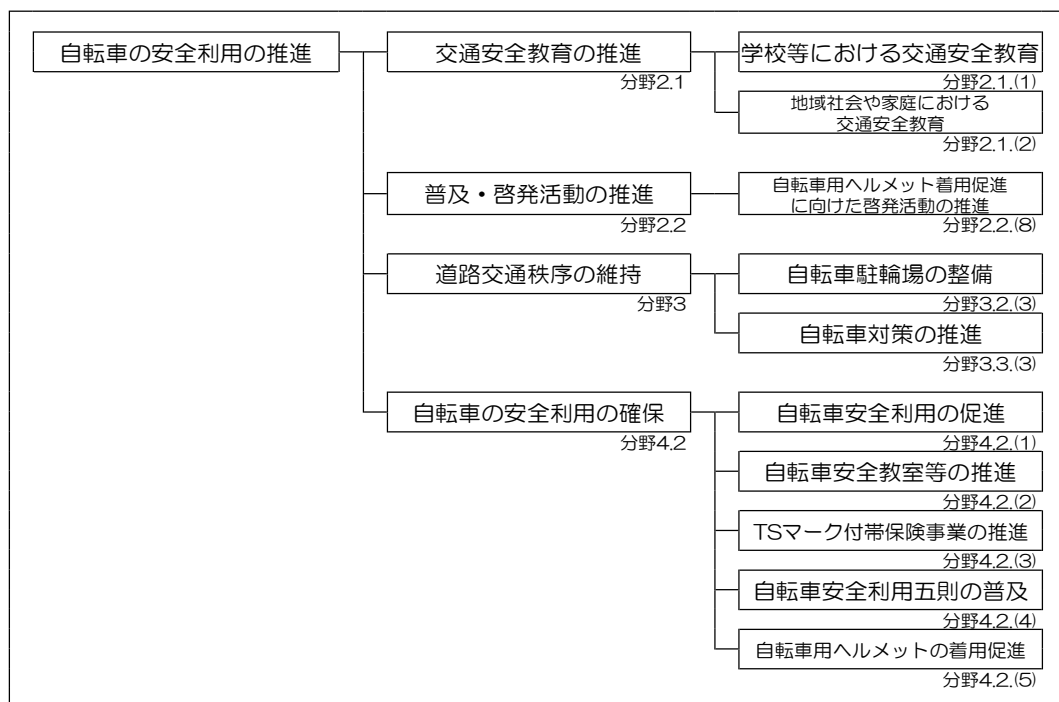 自転車の安全利用の推進
交通安全教育の推進
分野2.1
学校等における交通安全教育
分野2.1.(1)
地域社会や家庭における
交通安全教育
分野2.1.(2)
普及・啓発活動の推進
分野2.2
自転車用ヘルメット着用促進
に向けた啓発活動の推進
分野2.2.(8)
道路交通秩序の維持
分野3
自転車駐輪場の整備
分野3.2.(3)
自転車対策の推進
分野3.3.(3)
自転車の安全利用の確保
分野4.2
自転車安全利用の促進
分野4.2.(1)
自転車安全教室等の推進
分野4.2.(2)
TSマーク付帯保険事業の推進
分野4.2.(3)
自転車安全利用五則の普及
分野4.2.(4)
自転車用ヘルメットの着用促進
分野4.2.(5)